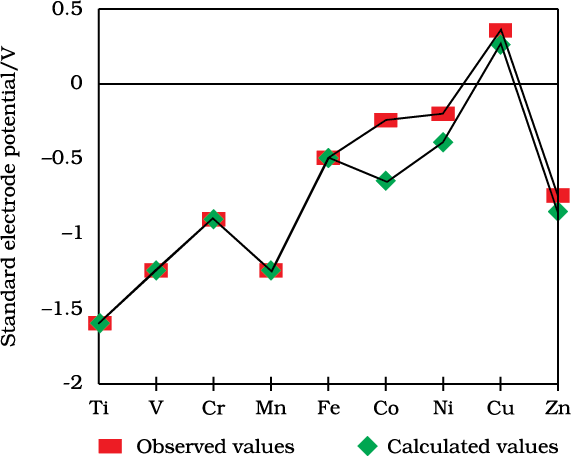 Standard electrode potential/V
0.5
0
–0.5
–1
–1.5
-2
Ti V Cr Mn Fe Co Ni Cu Zn
Observed values Calculated values